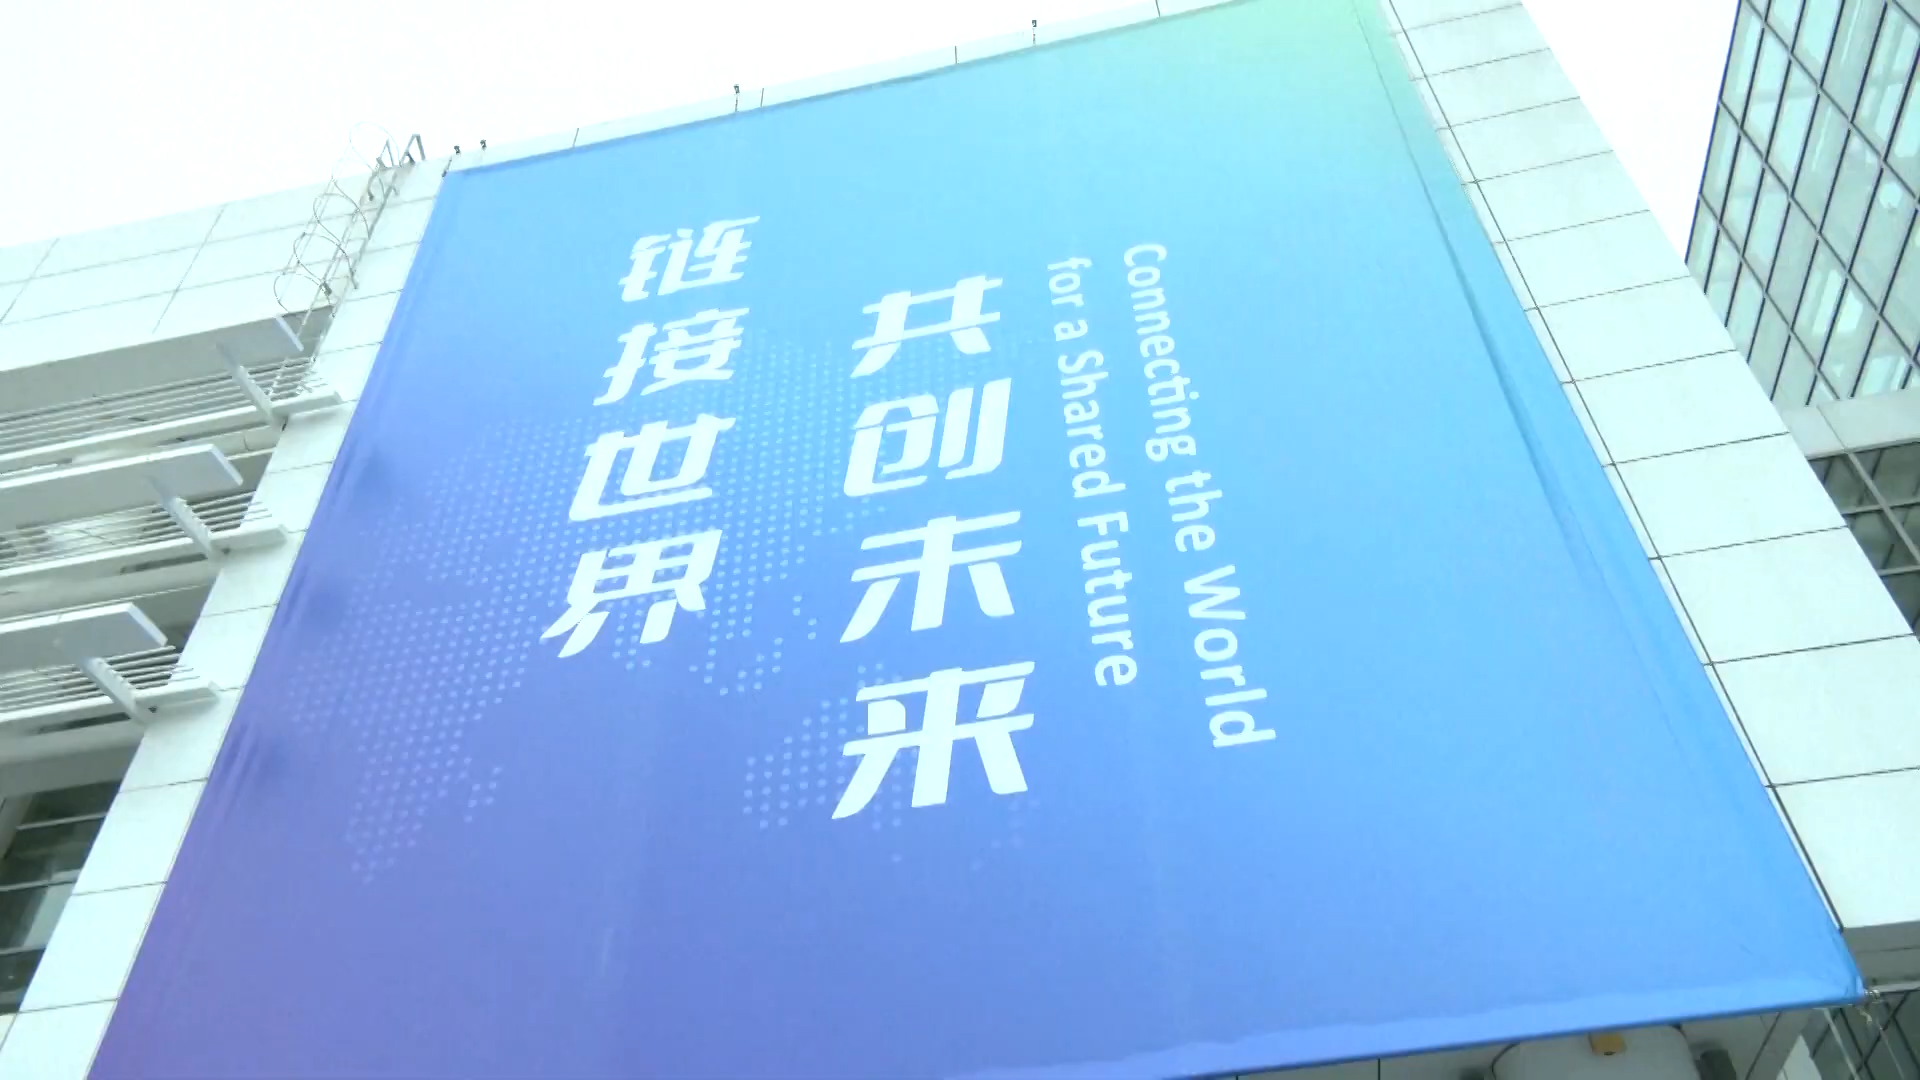 链接世界
共创未来
Connecting the World
for a Shared Future